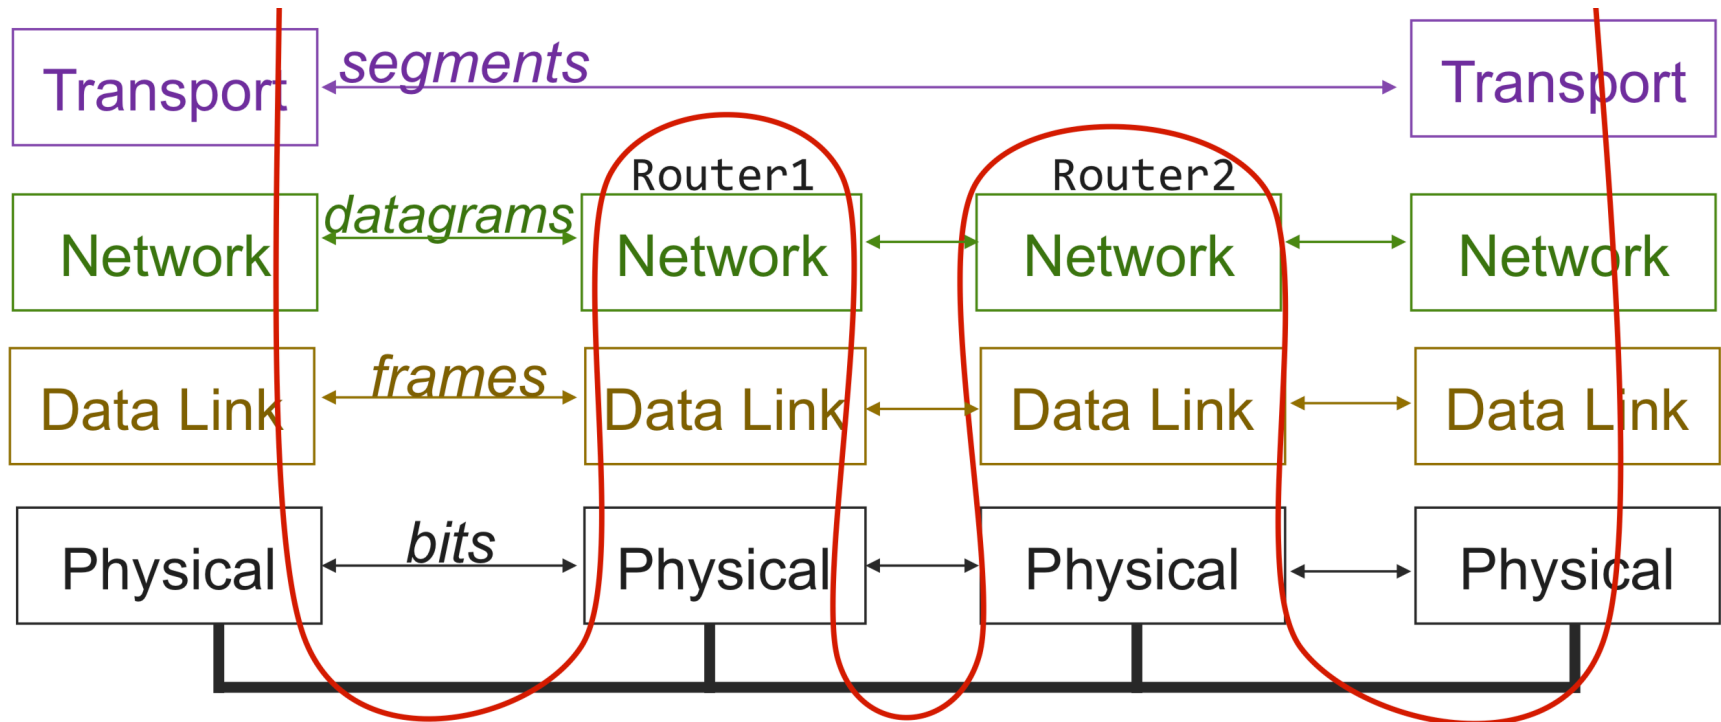 Transport
segments
Transport
Router1
Router2
Network
datagrams
Network
Network
Network
Data Link
frames
Data Link
Data Link
Data Link
Physical
bits
Physical
Physical
Physical